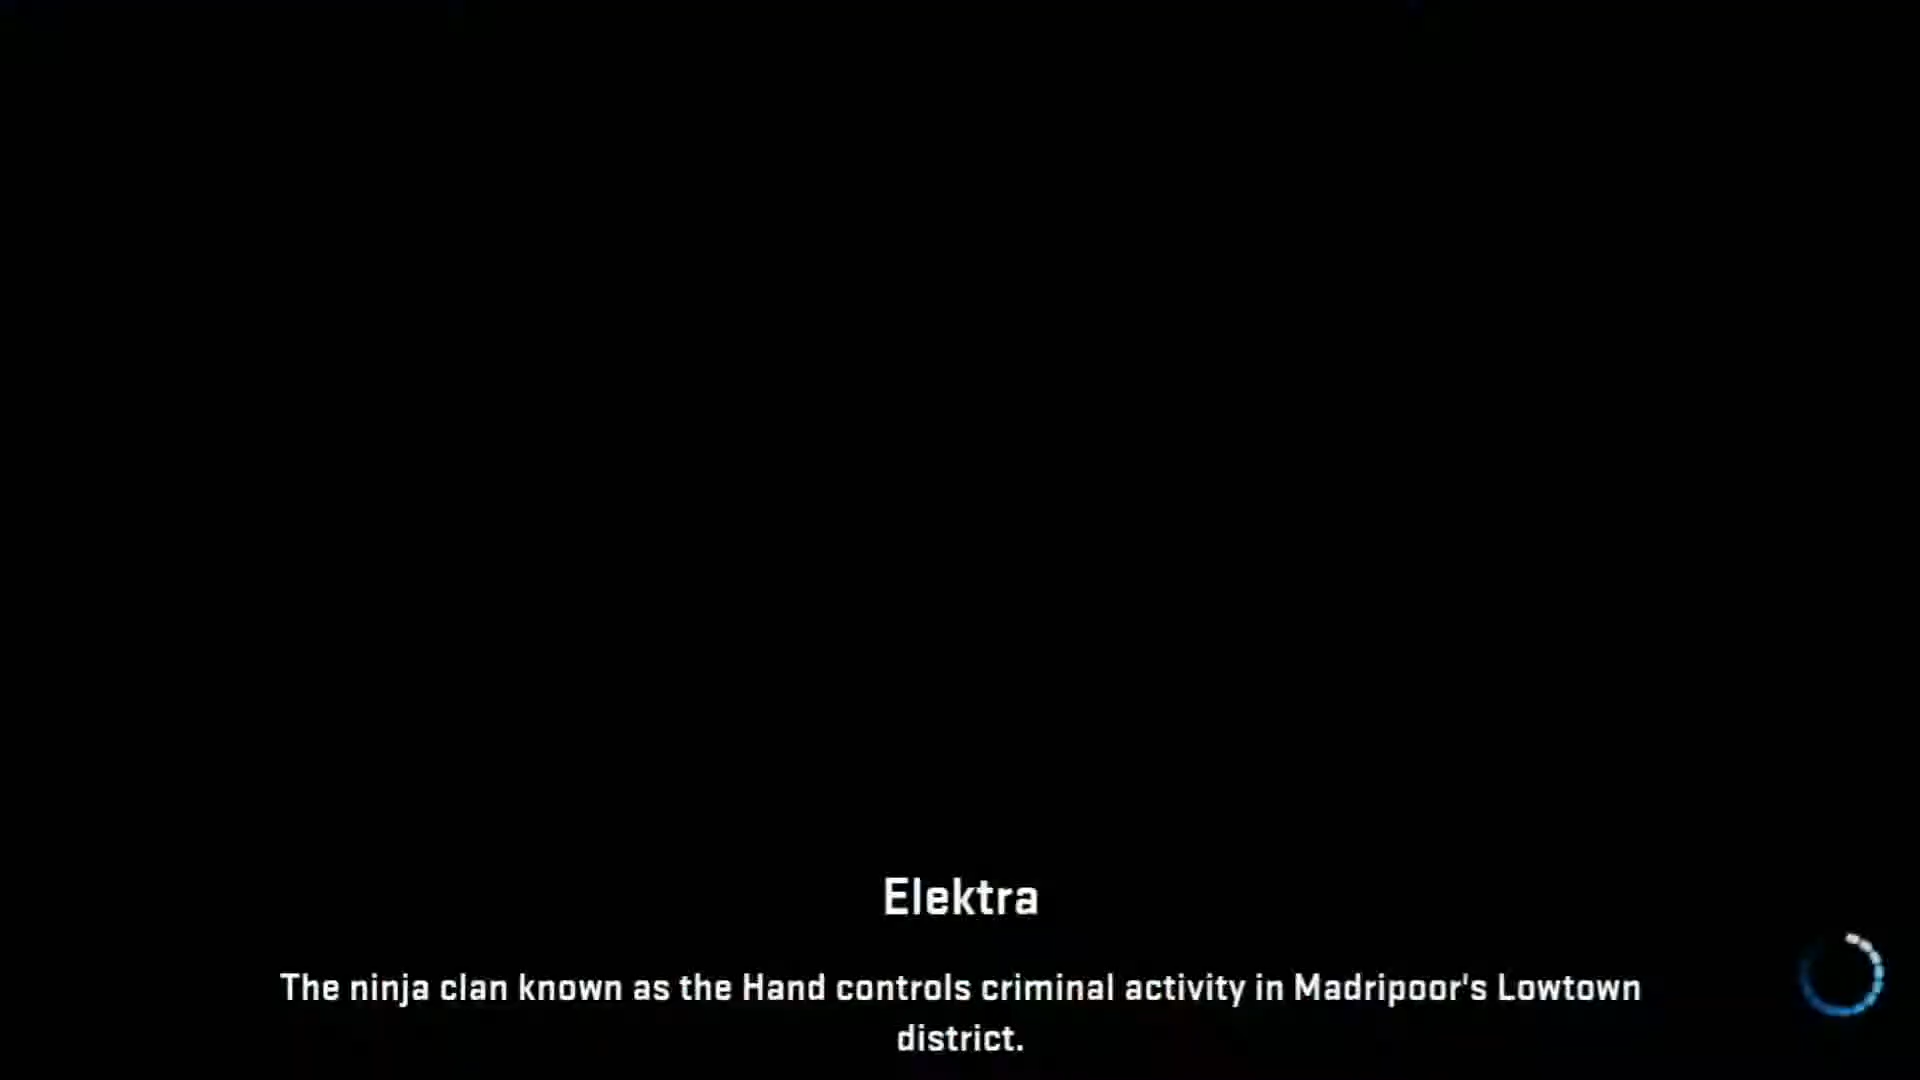 Elektra
The ninja clan known as the Hand controls criminal activity in Madripoor's Lowtown
district.